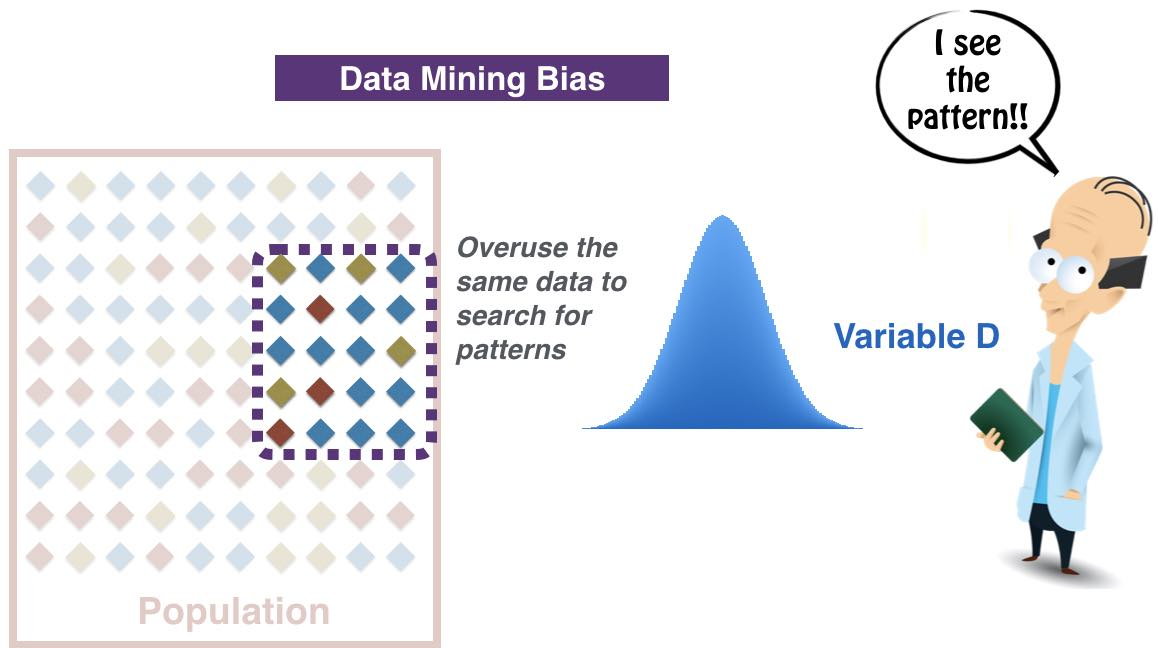 Data Mining Bias
I see
the
pattern!!
Overuse the
same data to
search for
patterns
Variable D
Population